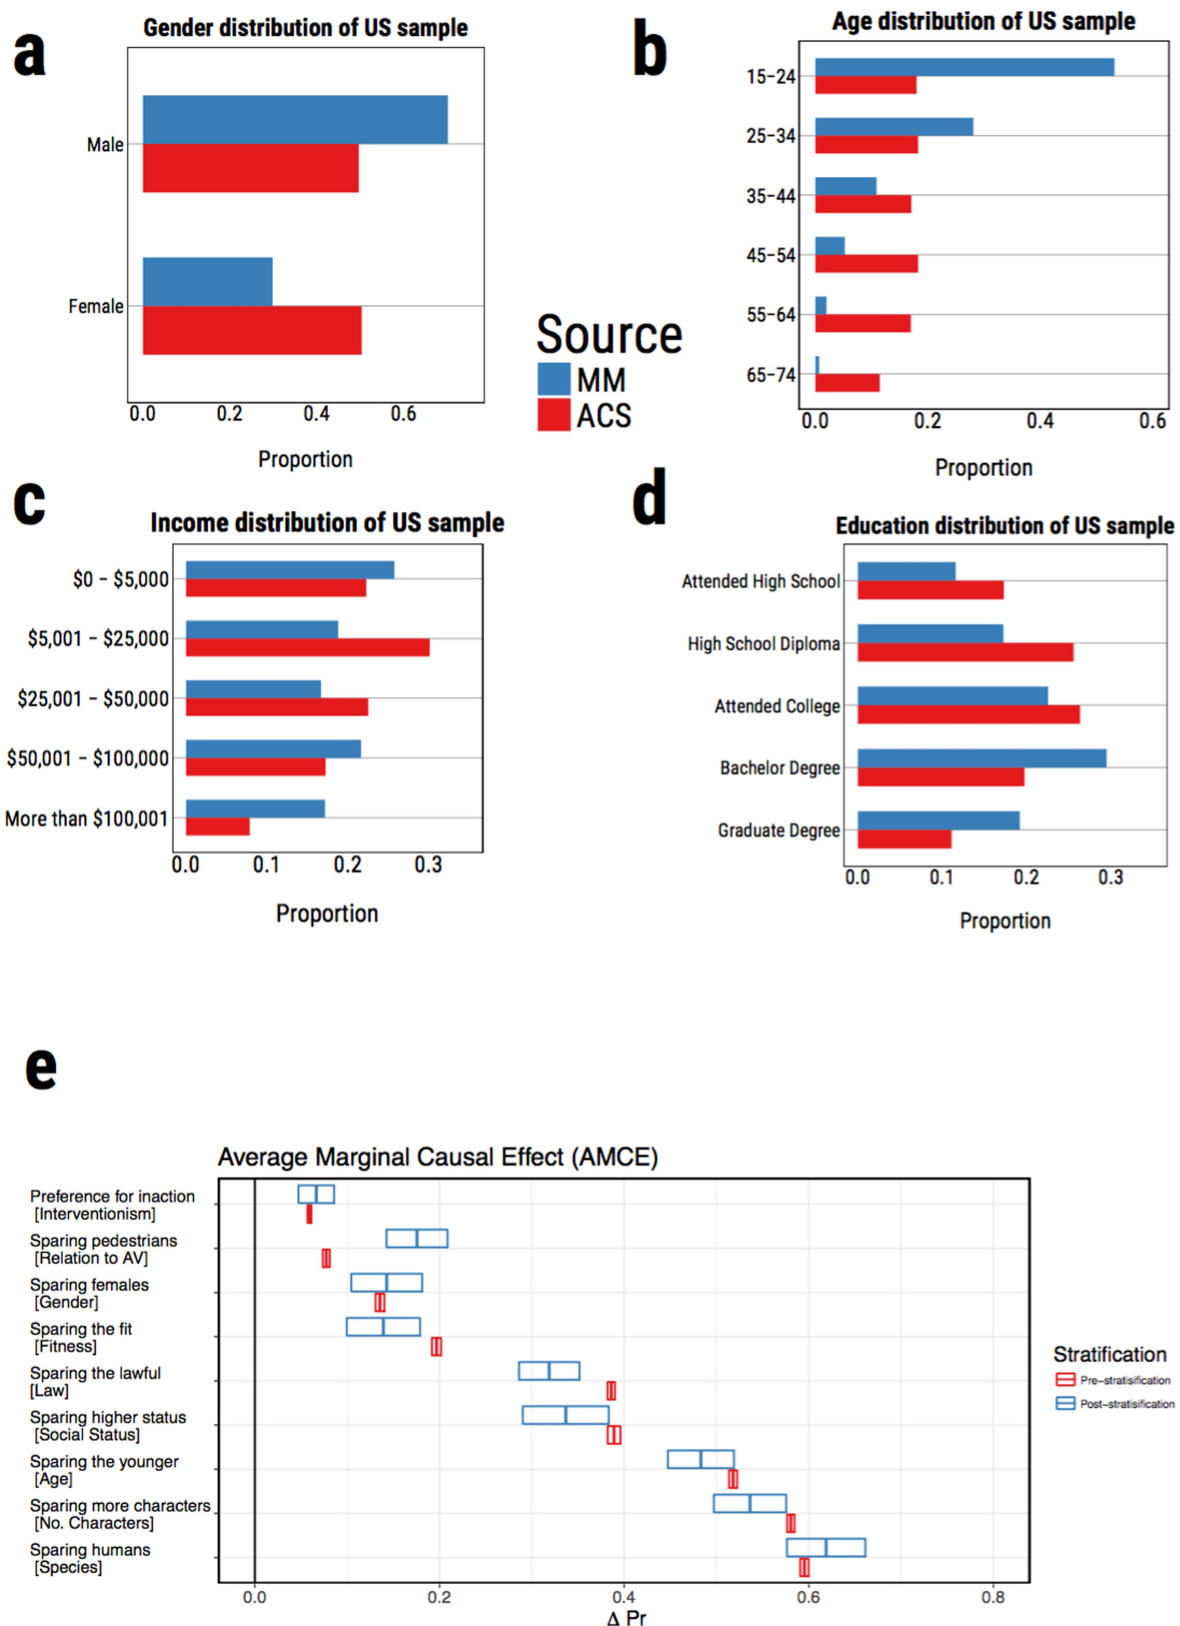 a
Gender distribution of US sample
Male
Female
0.0 0.2 0.4 0.6
Proportion
Source
MM
ACS
b
Age distribution of US sample
15-24
25-34
35-44
45-54
55-64
65-74
0.0 0.2 0.4 0.6
Proportion
c
Income distribution of US sample
$0 - $5,000
$5,001 - $25,000
$25,001 - $50,000
$50,001 - $100,000
More than $100,001
0.0 0.1 0.2 0.3
Proportion
d
Education distribution of US sample
Attended High School
High School Diploma
Attended College
Bachelor Degree
Graduate Degree
0.0 0.1 0.2 0.3
Proportion
e
Average Marginal Causal Effect (AMCE)
Preference for inaction
[Interventionism]
Sparing pedestrians
[Relation to AV]
Sparing females
[Gender]
Sparing the fit
[Fitness]
Sparing the lawful
[Law]
Sparing higher status
[Social Status]
Sparing the younger
[Age]
Sparing more characters
[No. Characters]
Sparing humans
[Species]
0.0 0.2 0.4 0.6 0.8
Δ Pr
Stratification
Pre-stratisification
Post-stratisification